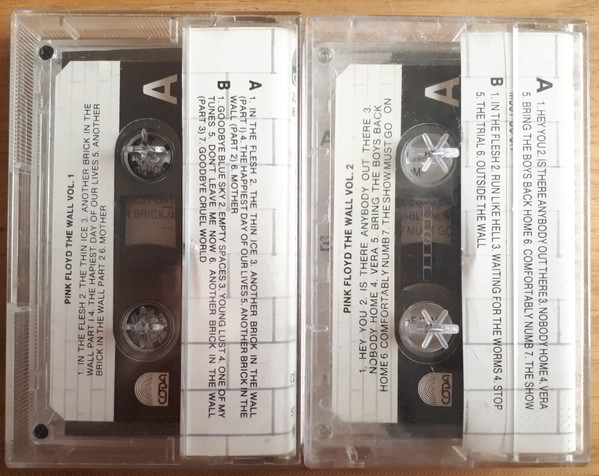 PINK FLOYD THE WALL VOL. 1
1. IN THE FLESH 2. THE THIN ICE 3. ANOTHER BRICK IN THE
WALL PART I 4. THE HAPIEST DAY OF OUR LIVES 5. ANOTHER
BRICK IN THE WALL PART 2 6. MOTHER
A
A
1. IN THE FLESH 2. THE THIN ICE 3. ANOTHER BRICK IN THE WALL
(PART I) 4. THE HAPPIEST DAY OF OUR LIVES 5. ANOTHER BRICK IN THE
WALL (PART 2) 6. MOTHER
B
1. GOODBYE BLUE SKY 2. EMPTY SPACES 3. YOUNG LUST 4. ONE OF MY
TUNES 5. DON'T LEAVE ME NOW 6. ANOTHER BRICK IN THE WALL
(PART 3) 7. GOODBYE CRUEL WORLD
PINK FLOYD THE WALL VOL. 2
1. HEY YOU 2. IS THERE ANYBODY OUT THERE 3.
NOBODY HOME 4. VERA 5. BRING THE BOYS BACK
HOME 6. COMFORTABLY NUMB 7. THE SHOW MUST GO ON
A
1. HEY YOU 2. IS THERE ANYBODY OUT THERE 3. NOBODY HOME 4. VERA
5. BRING THE BOYS BACK HOME 6. COMFORTABLY NUMB 7. THE SHOW
MUST GO ON
B
1. IN THE FLESH 2. RUN LIKE HELL 3. WAITING FOR THE WORMS 4. STOP
5. THE TRIAL 6. OUTSIDE THE WALL